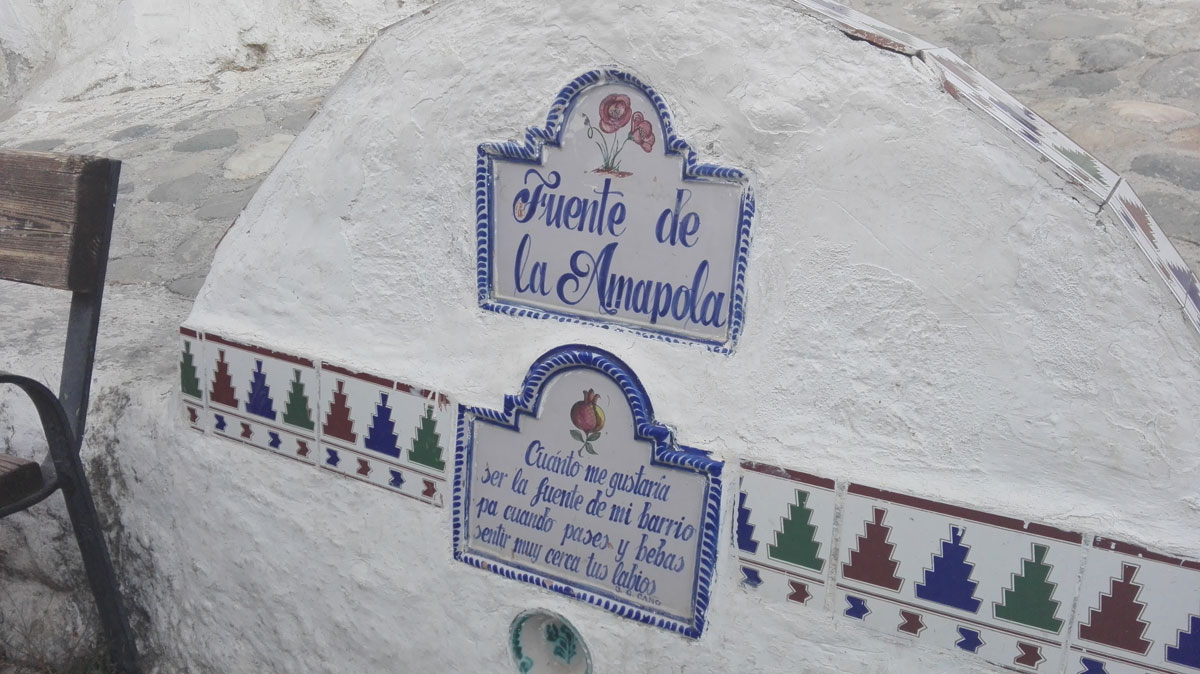 Fuente de
la Amapola
Cuánto me gustaría
ser la fuente de mi barrio
pa cuando pases y bebas
sentir muy cerca tus labios
CANO